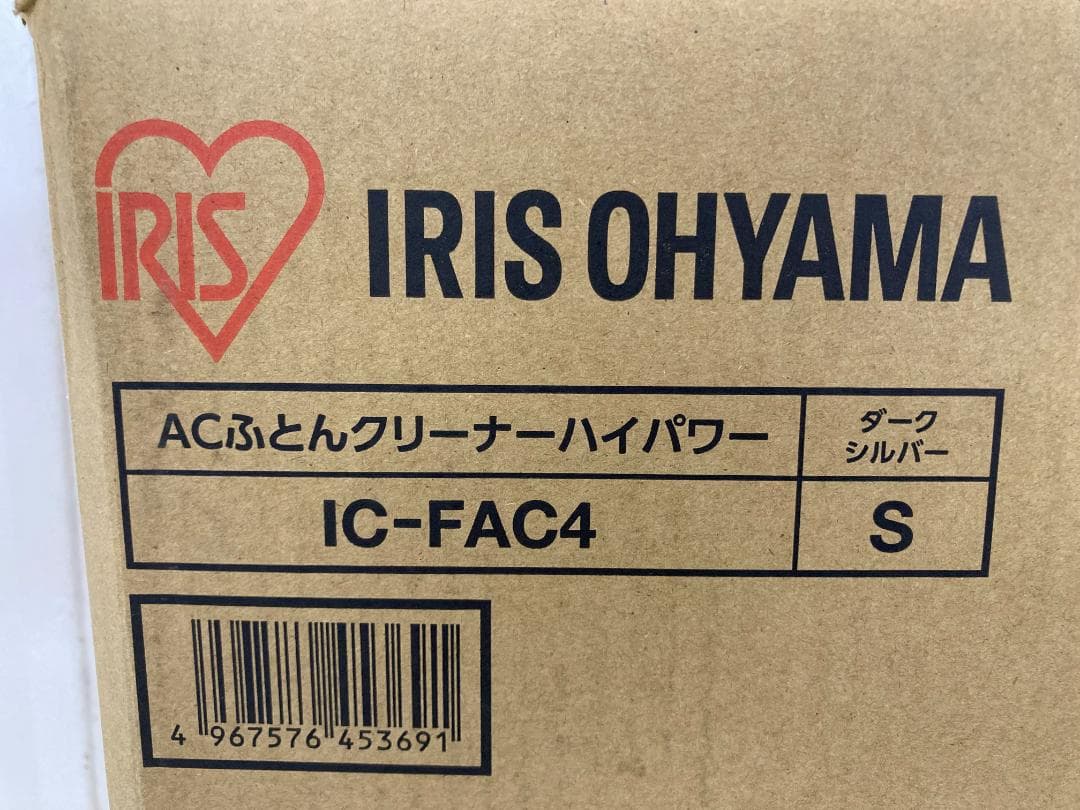 iRIS
IRIS OHYAMA
ACふとんクリーナーハイパワー
ダーク
シルバー
IC-FAC4
S
4 967576 453691